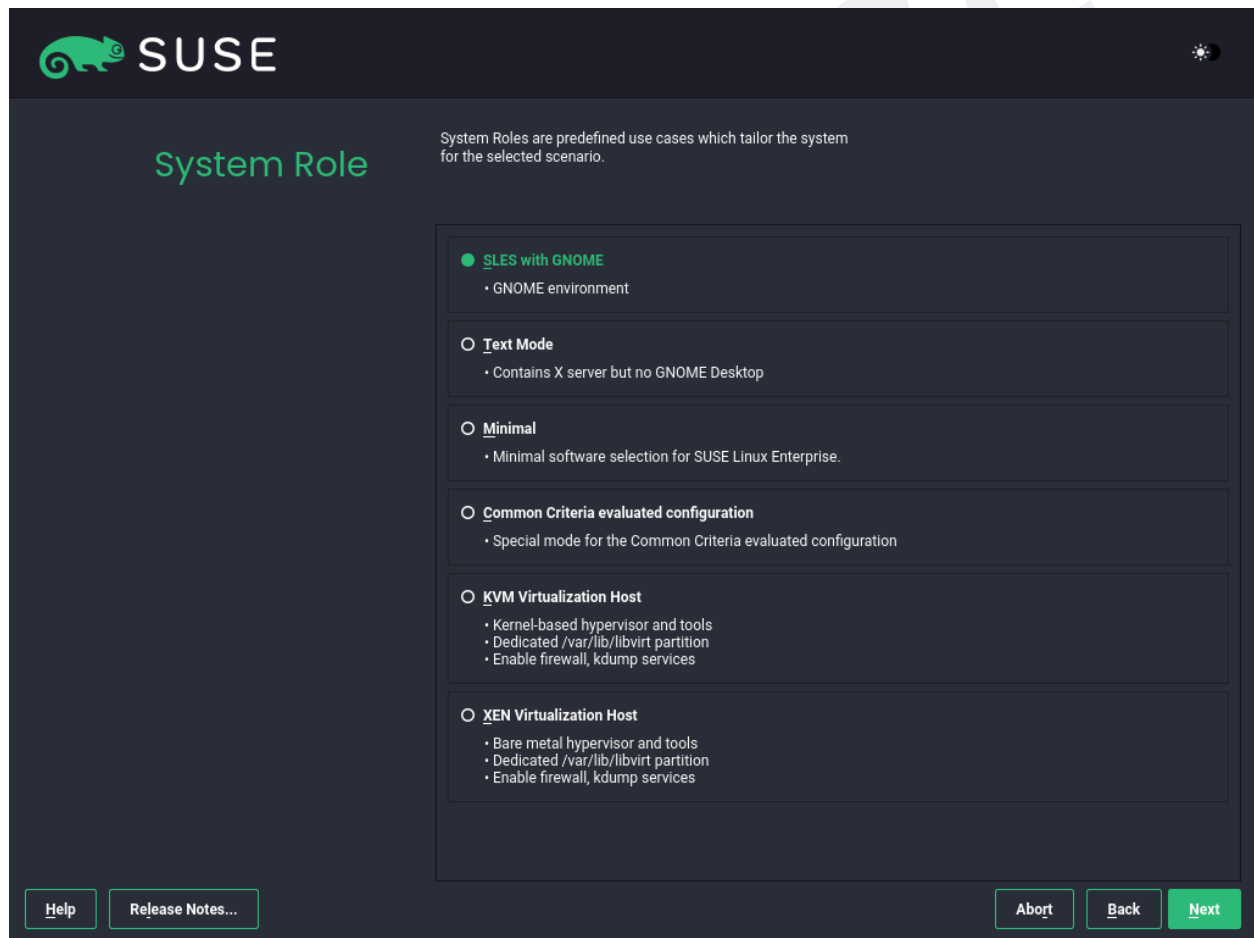 SUSE
System Role
System Roles are predefined use cases which tailor the system
for the selected scenario.
SLES with GNOME
• GNOME environment
Text Mode
• Contains X server but no GNOME Desktop
Minimal
• Minimal software selection for SUSE Linux Enterprise.
Common Criteria evaluated configuration
• Special mode for the Common Criteria evaluated configuration
KVM Virtualization Host
• Kernel-based hypervisor and tools
• Dedicated /var/lib/libvirt partition
• Enable firewall, kdump services
XEN Virtualization Host
• Bare metal hypervisor and tools
• Dedicated /var/lib/libvirt partition
• Enable firewall, kdump services
Help
Release Notes...
Abort
Back
Next